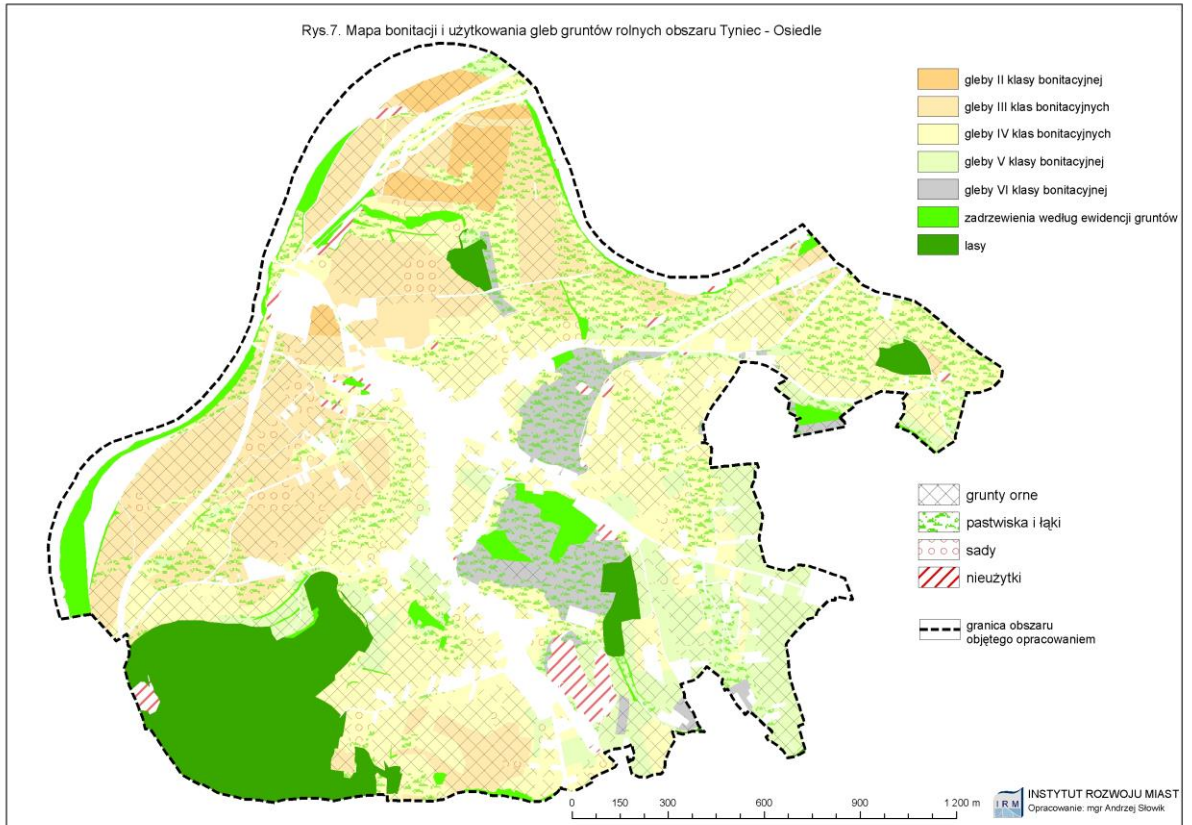 Rys.7. Mapa bonitacji i użytkowania gleb gruntów rolnych obszaru Tyniec - Osiedle
gleby II klasy bonitacyjnej
gleby III klas bonitacyjnych
gleby IV klas bonitacyjnych
gleby V klasy bonitacyjnej
gleby VI klasy bonitacyjnej
zadrzewienia według ewidencji gruntów
lasy
grunty orne
pastwiska i łąki
sady
nieużytki
granica obszaru
objętego opracowaniem
0 150 300 600 900 1 200 m
IRM
INSTYTUT ROZWOJU MIAST
Opracowanie: mgr Andrzej Słowik